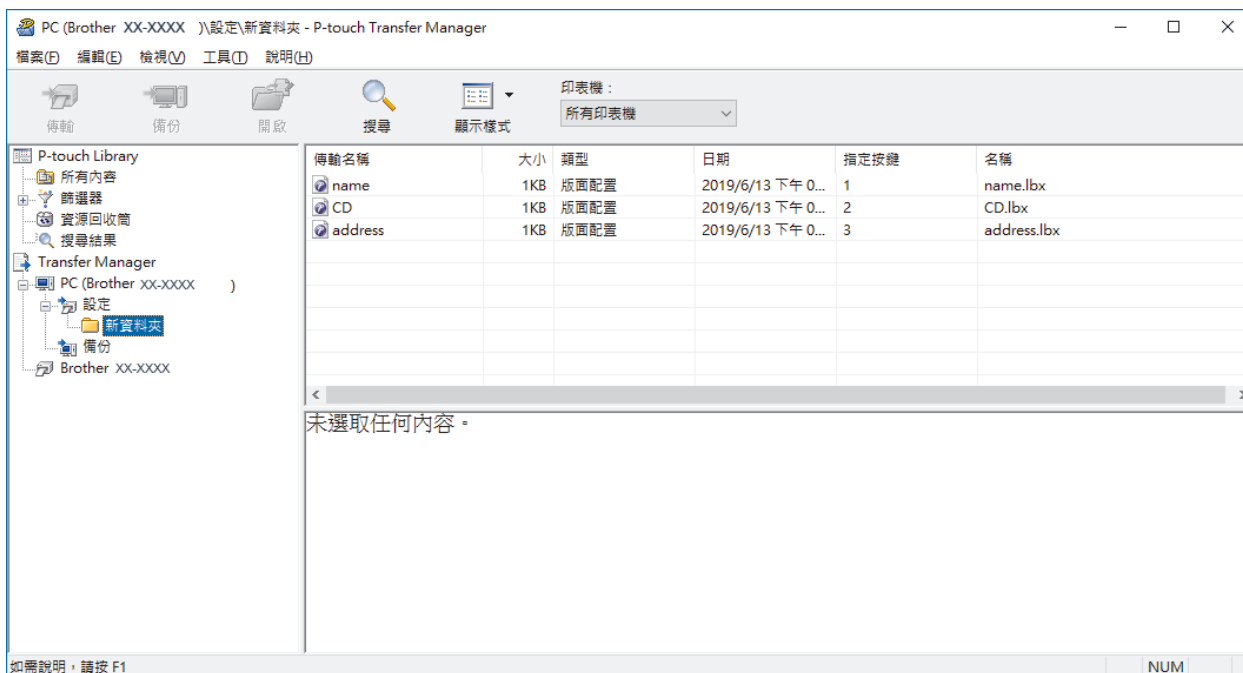 PC (Brother XX-XXXX )\設定\新資料夾 - P-touch Transfer Manager
檔案(F) 編輯(E) 檢視(V) 工具(T) 說明(H)
傳輸 備份 開啟 搜尋 顯示樣式
印表機：
所有印表機
P-touch Library
所有內容
篩選器
資源回收筒
搜尋結果
Transfer Manager
PC (Brother XX-XXXX )
設定
新資料夾
備份
Brother XX-XXXX
傳輸名稱 大小 類型 日期 指定按鍵 名稱
name 1KB 版面配置 2019/6/13 下午 0... 1 name.lbx
CD 1KB 版面配置 2019/6/13 下午 0... 2 CD.lbx
address 1KB 版面配置 2019/6/13 下午 0... 3 address.lbx
未選取任何內容。
如需說明，請按 F1
NUM